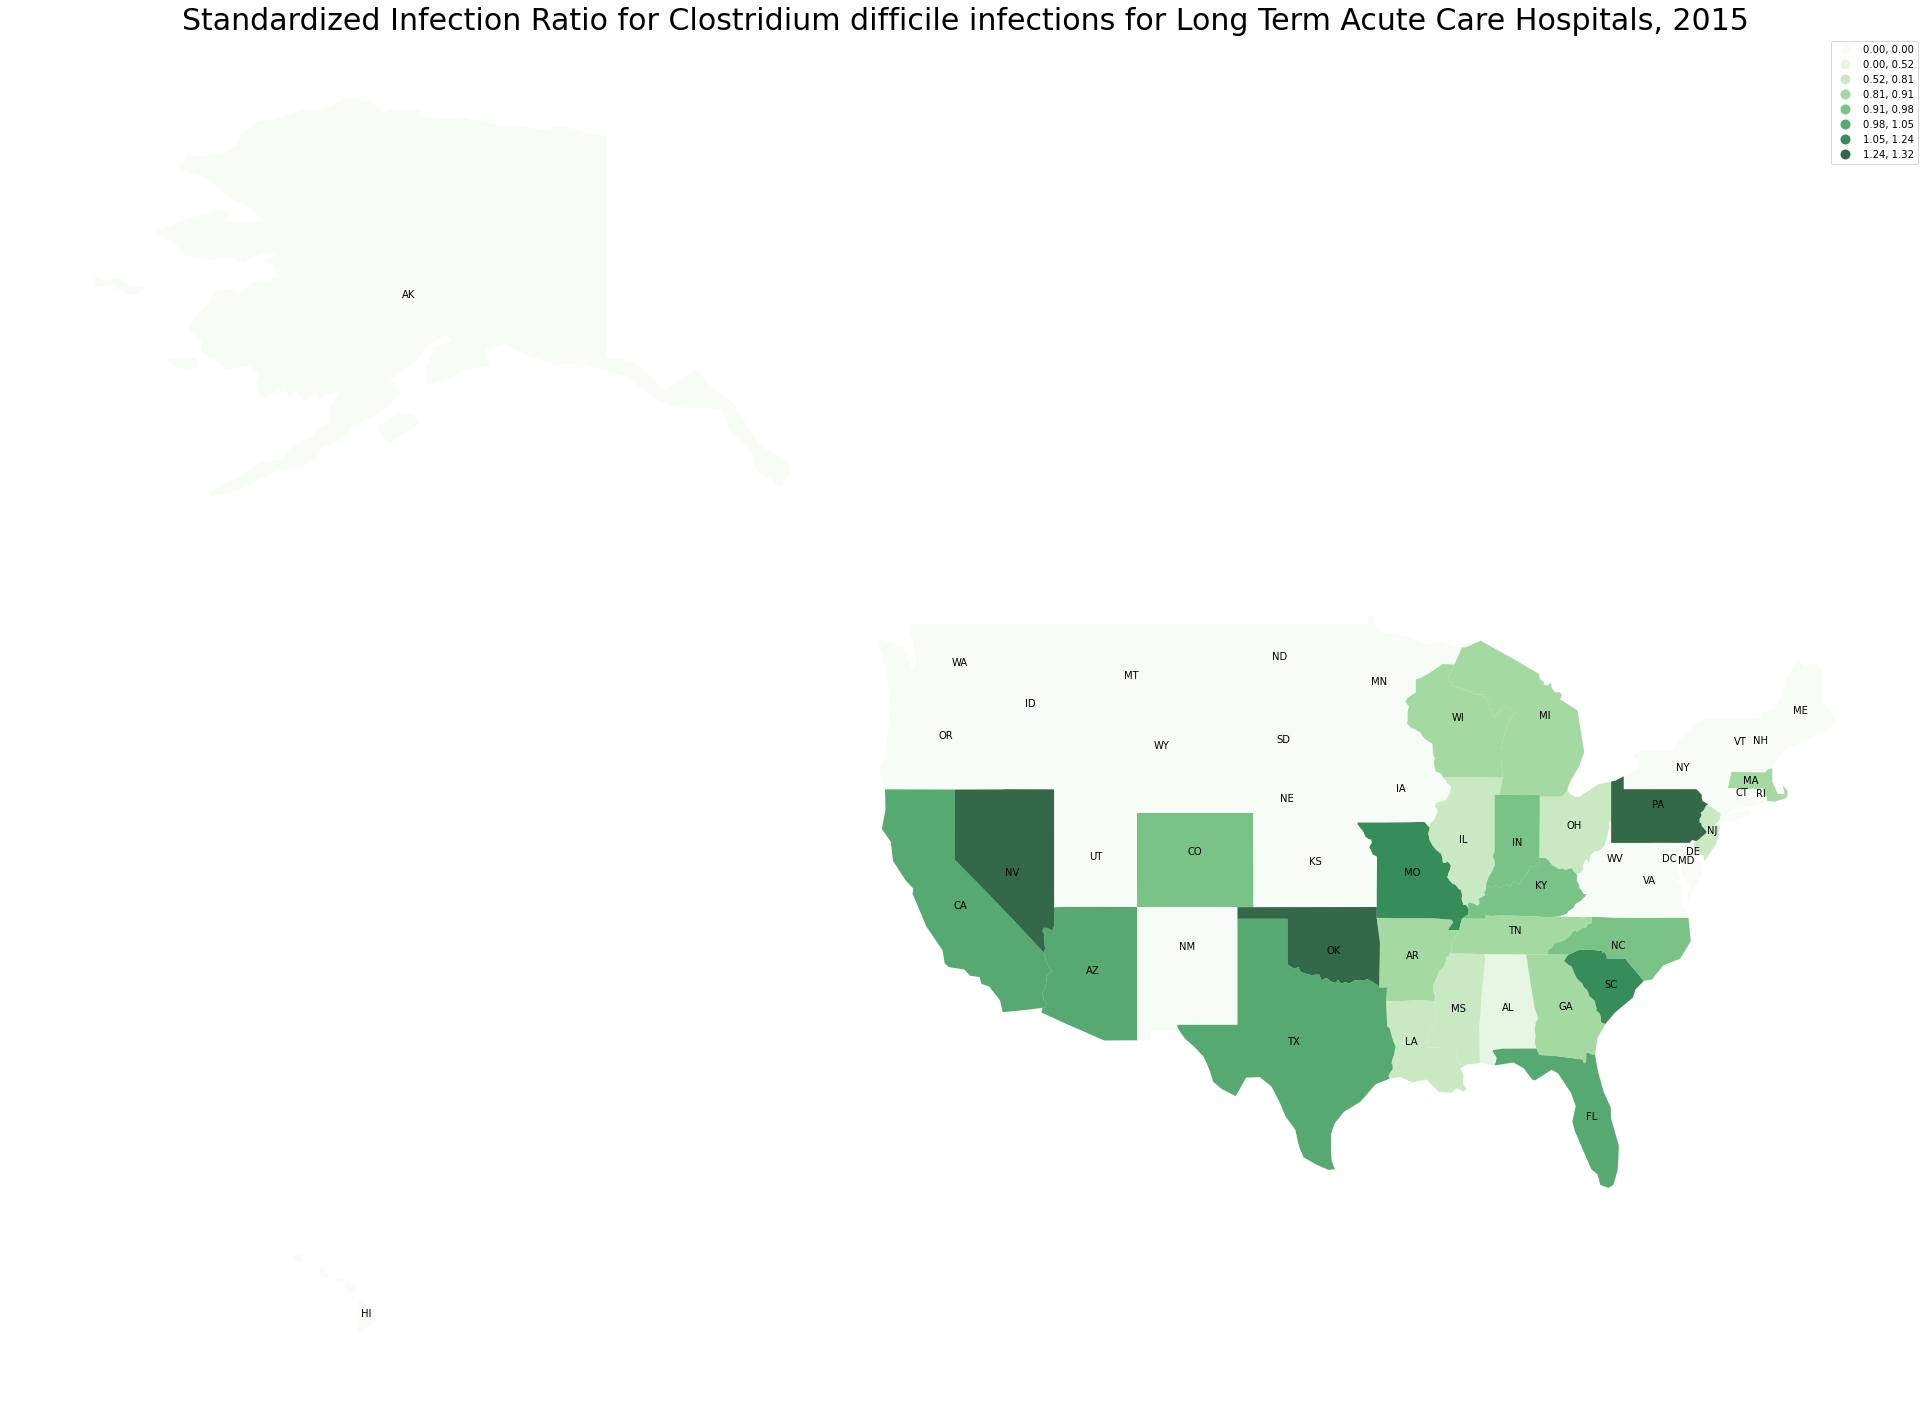 Standardized Infection Ratio for Clostridium difficile infections for Long Term Acute Care Hospitals, 2015
0.00, 0.00
0.00, 0.52
0.52, 0.81
0.81, 0.91
0.91, 0.98
0.98, 1.05
1.05, 1.24
1.24, 1.32
AK
WA
MT
ND
MN
ID
OR
WY
SD
WI
MI
ME
VT
NH
NY
MA
IA
NE
CT
RI
PA
OH
NJ
IL
IN
UT
CO
KS
WV
DC
DE
MD
NV
MO
KY
VA
CA
TN
NM
OK
AR
NC
AZ
SC
MS
AL
GA
TX
LA
FL
HI